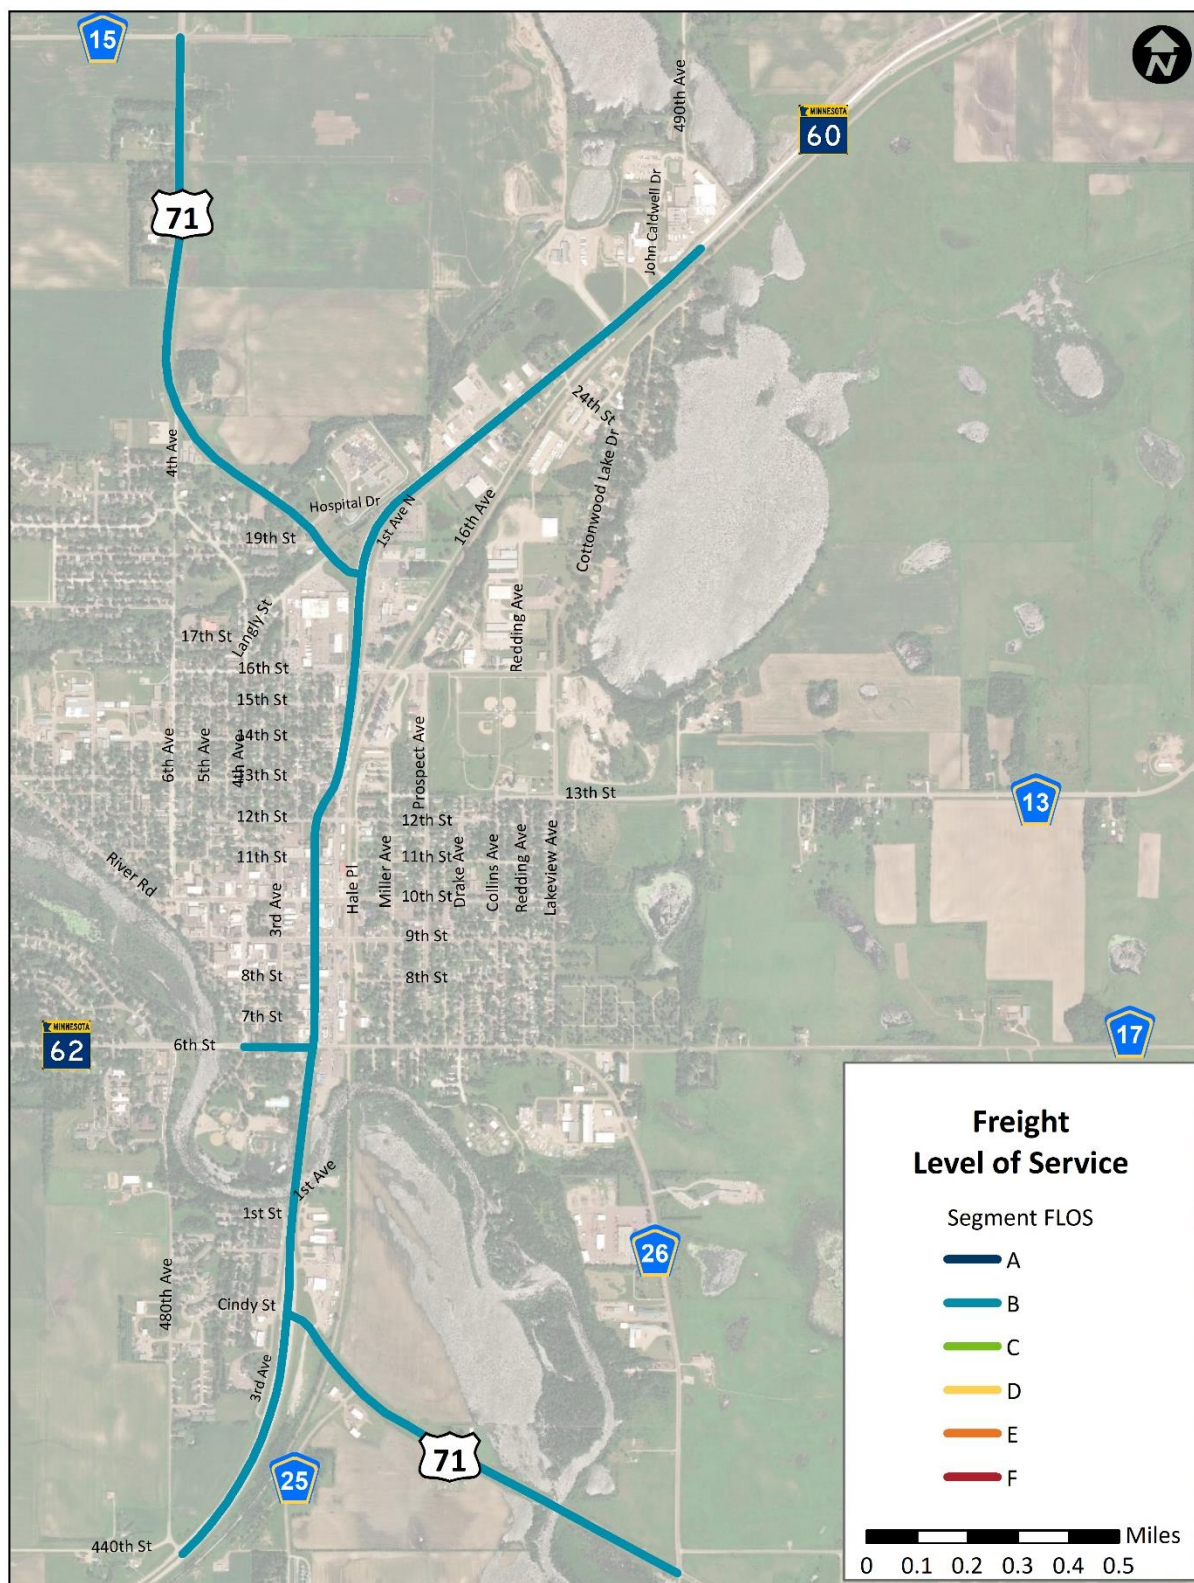 15
N
490th Ave
MINNESOTA
60
71
John Caldwell Dr
24th St
4th Ave
Cottonwood Lake Dr
Hospital Dr
1st Ave N
16th Ave
19th St
Langly St
Redding Ave
17th St
16th St
15th St
14th St
6th Ave
5th Ave
4th Ave
13th St
Prospect Ave
13th St
13
12th St
12th St
River Rd
11th St
Hale Pl
Miller Ave
11th St
Drake Ave
Collins Ave
Redding Ave
Lakeview Ave
3rd Ave
10th St
9th St
8th St
8th St
7th St
MINNESOTA
62
6th St
17
1st Ave
1st St
26
480th Ave
Cindy St
3rd Ave
71
25
440th St
Freight
Level of Service
Segment FLOS
A
B
C
D
E
F
Miles
0 0.1 0.2 0.3 0.4 0.5